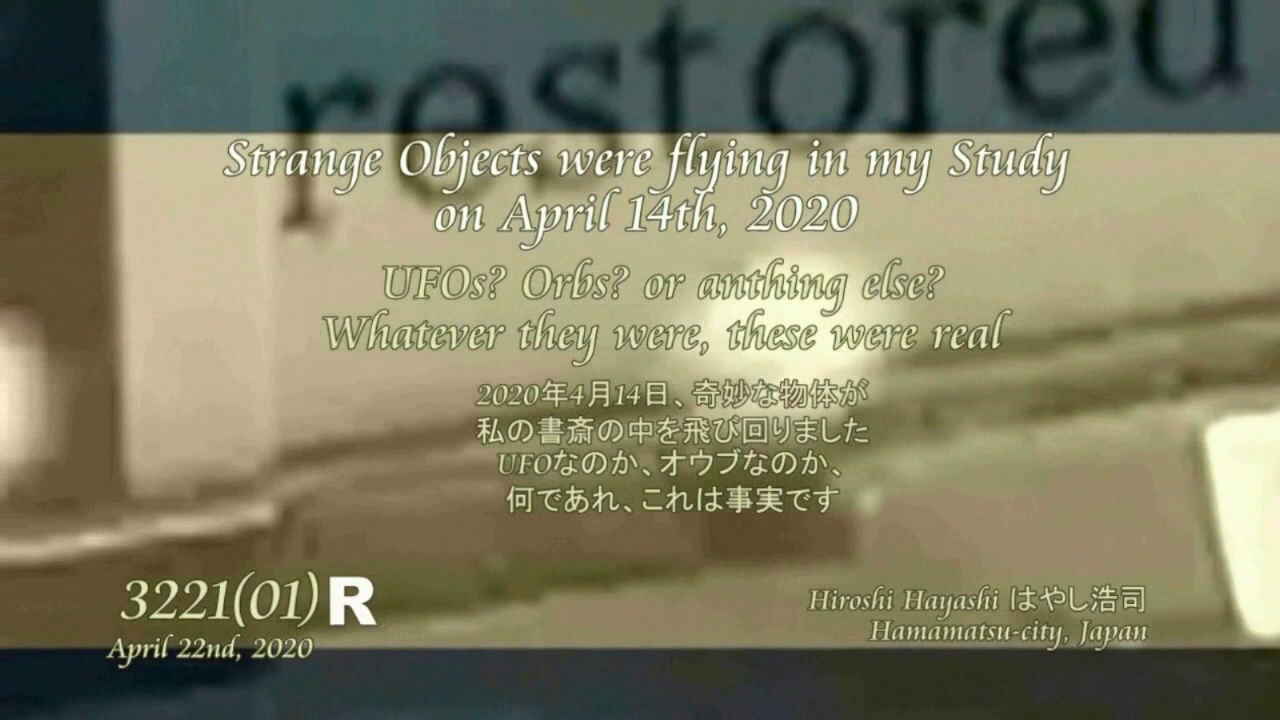 restored
Strange Objects were flying in my Study
on April 14th, 2020
UFOs? Orbs? or anthing else?
Whatever they were, these were real
2020年4月14日、奇妙な物体が
私の書斎の中を飛び回りました
UFOなのか、オウブなのか、
何であれ、これは事実です
3221(01)R
April 22nd, 2020
Hiroshi Hayashi はやし浩司
Hamamatsu-city, Japan